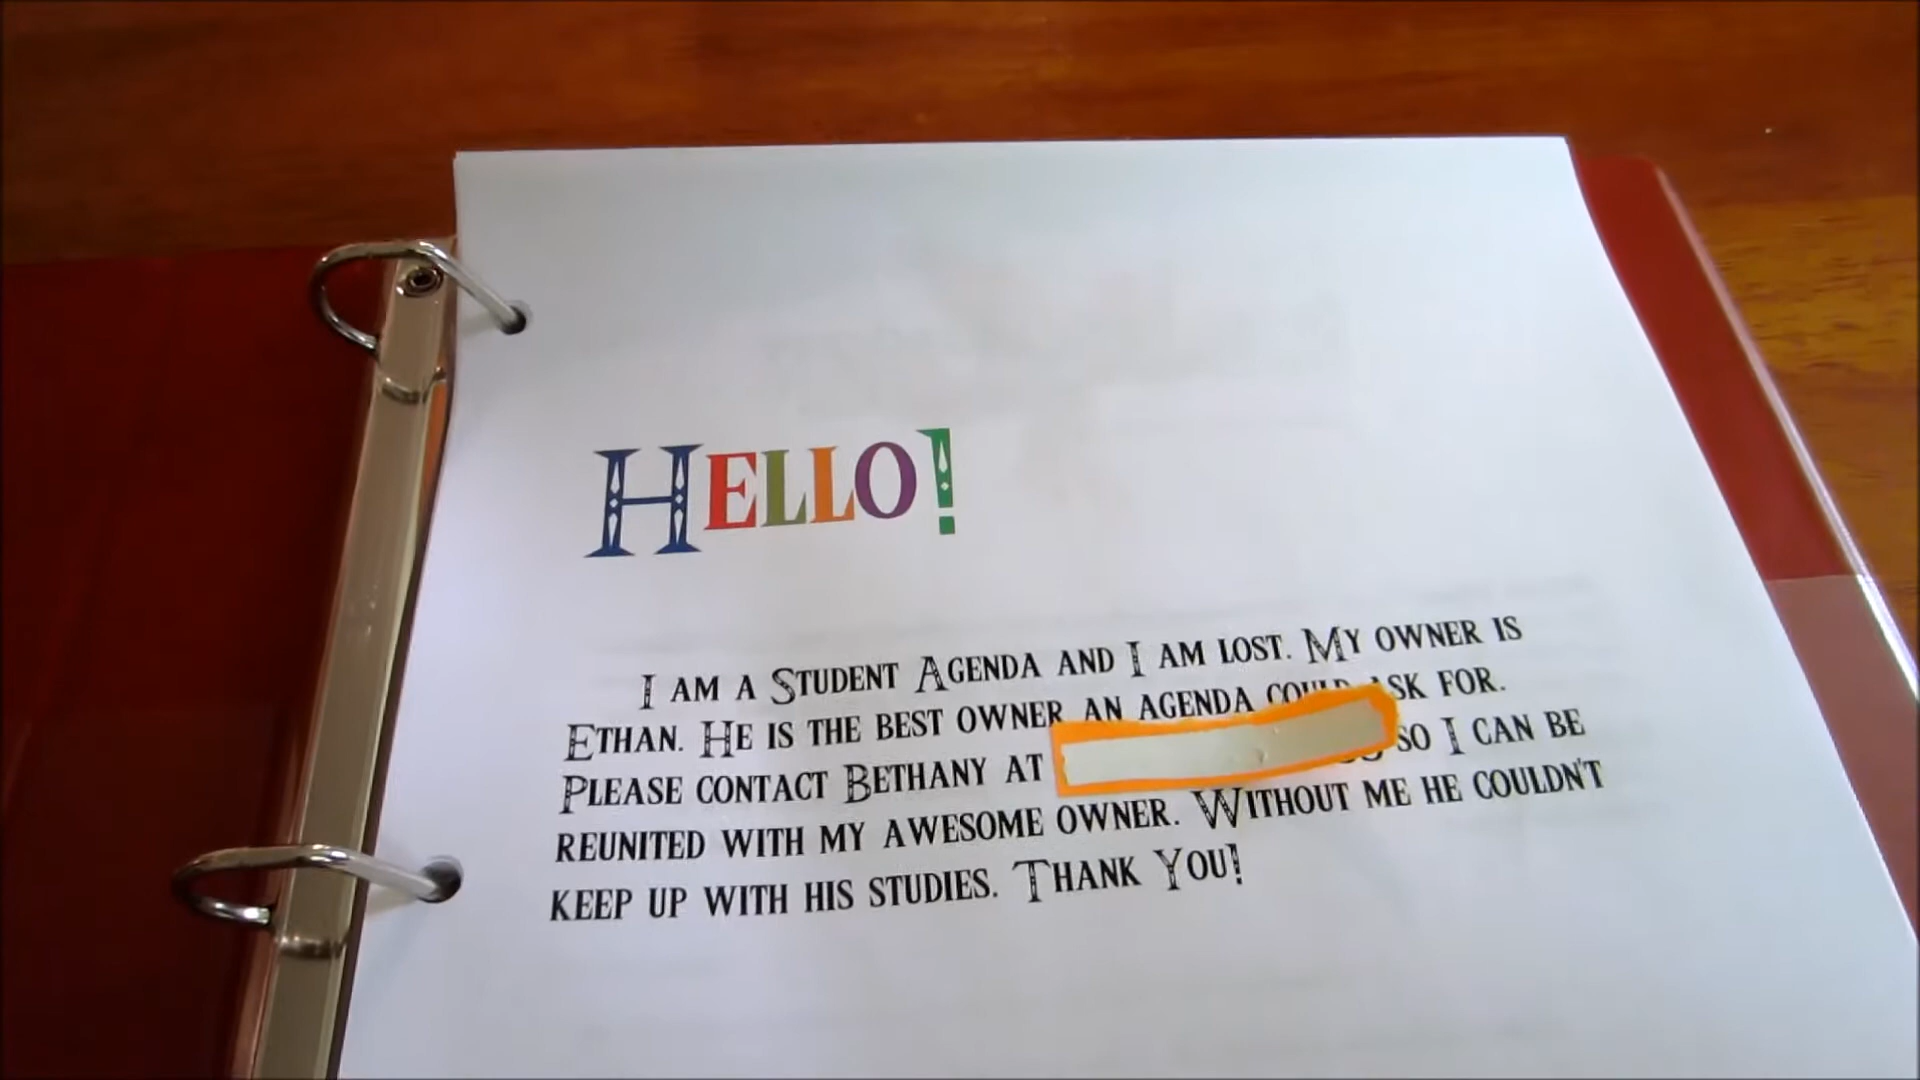 HELLO!
I AM A STUDENT AGENDA AND I AM LOST. MY OWNER IS
ETHAN. HE IS THE BEST OWNER AN AGENDA COULD ASK FOR.
PLEASE CONTACT BETHANY AT SO I CAN BE
REUNITED WITH MY AWESOME OWNER. WITHOUT ME HE COULDN'T
KEEP UP WITH HIS STUDIES. THANK YOU!